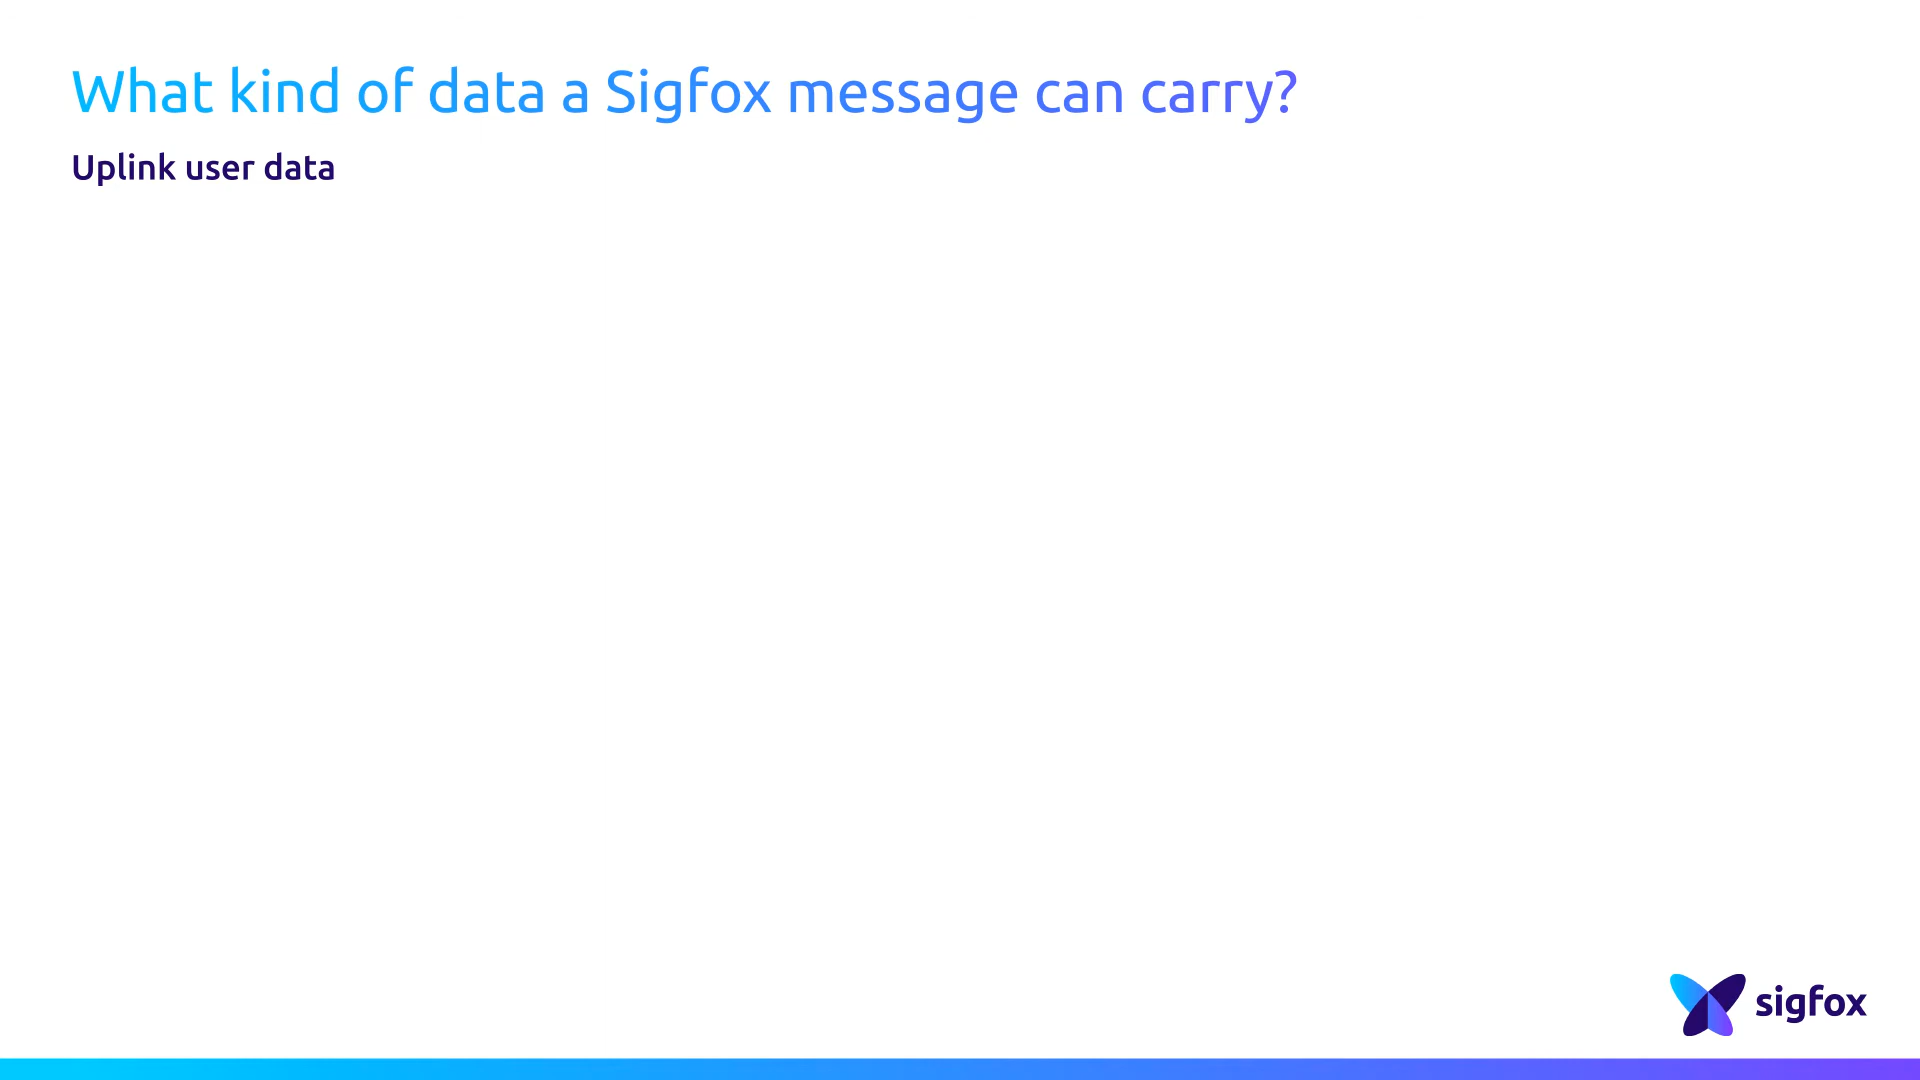 What kind of data a Sigfox message can carry?
Uplink user data
sigfox